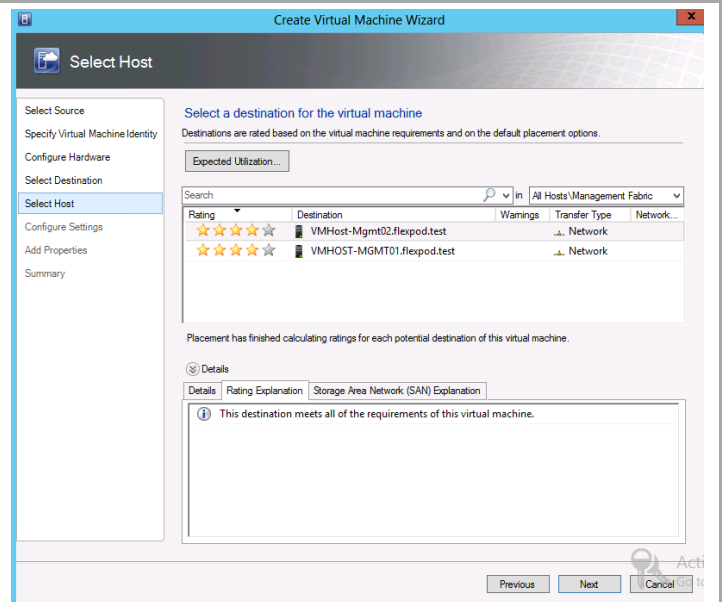 Create Virtual Machine Wizard
x
Select Host
Select Source
Specify Virtual Machine Identity
Configure Hardware
Select Destination
Select Host
Configure Settings
Add Properties
Summary
Select a destination for the virtual machine
Destinations are rated based on the virtual machine requirements and on the default placement options.
Expected Utilization...
Search in All Hosts\Management Fabric
Rating Destination Warnings Transfer Type Network...
VMHost-Mgmt02.flexpod.test Network
VMHOST-MGMT01.flexpod.test Network
Placement has finished calculating ratings for each potential destination of this virtual machine.
Details
Details Rating Explanation Storage Area Network (SAN) Explanation
This destination meets all of the requirements of this virtual machine.
Acti
Previous Next Cancel Go to